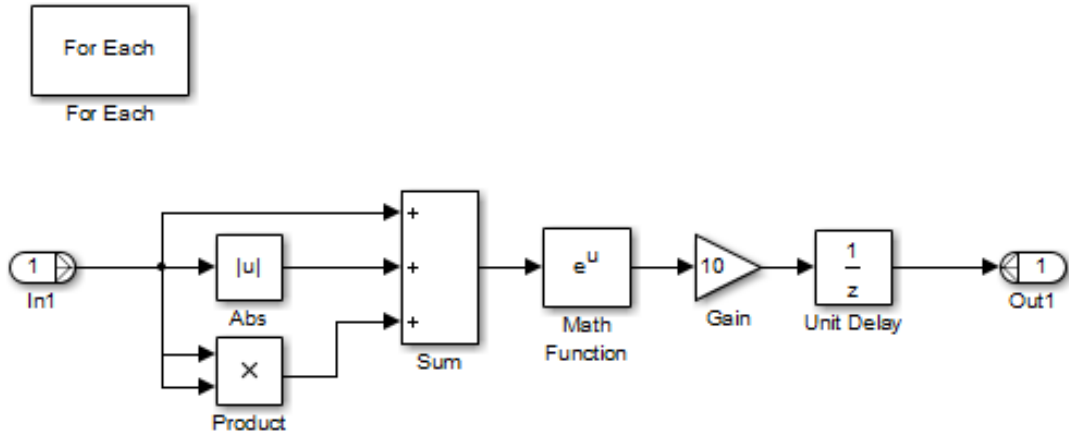 For Each
For Each
+
1
In1
|u|
Abs
+
×
Product
+
Sum
e^u
Math
Function
10
Gain
1
z
Unit Delay
1
Out1